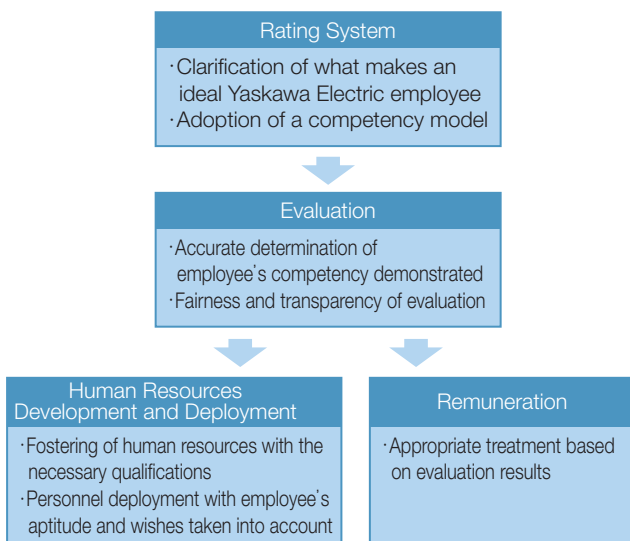 Rating System
·Clarification of what makes an
ideal Yaskawa Electric employee
·Adoption of a competency model
Evaluation
·Accurate determination of
employee's competency demonstrated
·Fairness and transparency of evaluation
Human Resources
Development and Deployment
·Fostering of human resources with the
necessary qualifications
·Personnel deployment with employee's
aptitude and wishes taken into account
Remuneration
·Appropriate treatment based
on evaluation results